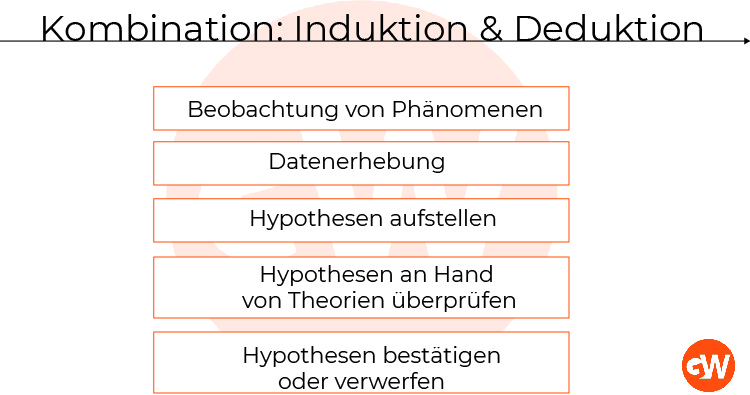 Kombination: Induktion & Deduktion
Beobachtung von Phänomenen
Datenerhebung
Hypothesen aufstellen
Hypothesen an Hand
von Theorien überprüfen
Hypothesen bestätigen
oder verwerfen
CW